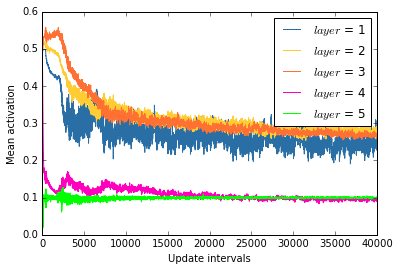 0.6
0.5
0.4
0.3
0.2
0.1
0.0
Mean activation
0 5000 10000 15000 20000 25000 30000 35000 40000
Update intervals
layer = 1
layer = 2
layer = 3
layer = 4
layer = 5